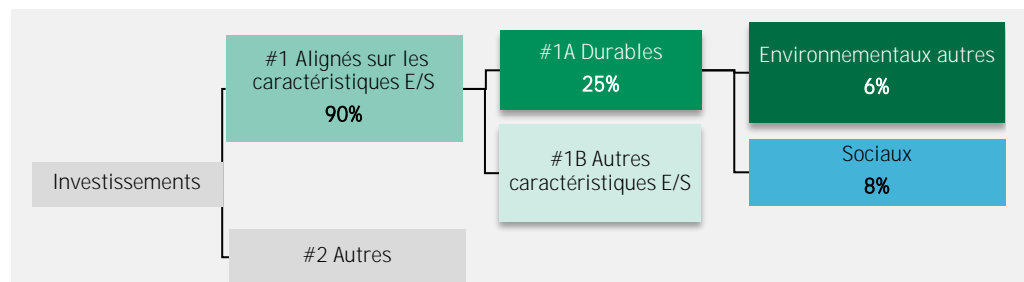 #1 Alignés sur les
caractéristiques E/S
90%
#1A Durables
25%
Environnementaux autres
6%
#1B Autres
caractéristiques E/S
Sociaux
8%
Investissements
#2 Autres